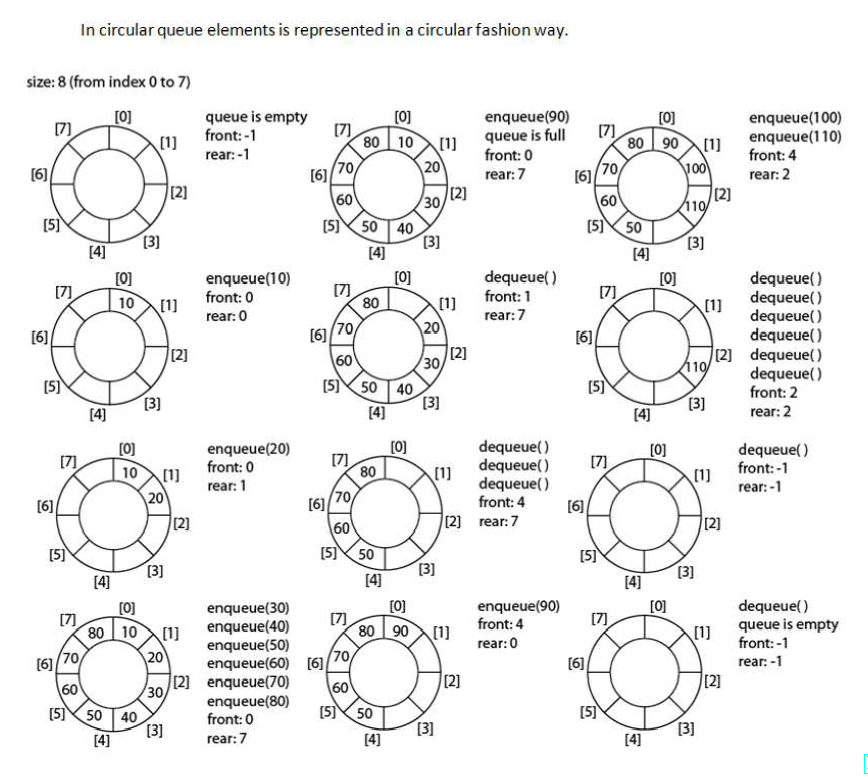 In circular queue elements is represented in a circular fashion way.
size: 8 (from index 0 to 7)
[0]
[1]
[2]
[3]
[4]
[5]
[6]
[7]
queue is empty
front: -1
rear: -1
[0]
[1]
[2]
[3]
[4]
[5]
[6]
[7]
10
enqueue(10)
front: 0
rear: 0
[0]
[1]
[2]
[3]
[4]
[5]
[6]
[7]
10
20
enqueue(20)
front: 0
rear: 1
[0]
[1]
[2]
[3]
[4]
[5]
[6]
[7]
10
20
30
40
50
60
70
80
enqueue(30)
enqueue(40)
enqueue(50)
enqueue(60)
enqueue(70)
enqueue(80)
front: 0
rear: 7
[0]
[1]
[2]
[3]
[4]
[5]
[6]
[7]
10
20
30
40
50
60
70
80
enqueue(90)
queue is full
front: 0
rear: 7
[0]
[1]
[2]
[3]
[4]
[5]
[6]
[7]
20
30
40
50
60
70
80
dequeue( )
front: 1
rear: 7
[0]
[1]
[2]
[3]
[4]
[5]
[6]
[7]
50
60
70
80
dequeue( )
dequeue( )
dequeue( )
front: 4
rear: 7
[0]
[1]
[2]
[3]
[4]
[5]
[6]
[7]
90
50
60
70
80
enqueue(90)
front: 4
rear: 0
[0]
[1]
[2]
[3]
[4]
[5]
[6]
[7]
90
100
110
50
60
70
80
enqueue(100)
enqueue(110)
front: 4
rear: 2
[0]
[1]
[2]
[3]
[4]
[5]
[6]
[7]
110
dequeue( )
dequeue( )
dequeue( )
dequeue( )
dequeue( )
dequeue( )
front: 2
rear: 2
[0]
[1]
[2]
[3]
[4]
[5]
[6]
[7]
dequeue( )
front: -1
rear: -1
[0]
[1]
[2]
[3]
[4]
[5]
[6]
[7]
dequeue( )
queue is empty
front: -1
rear: -1